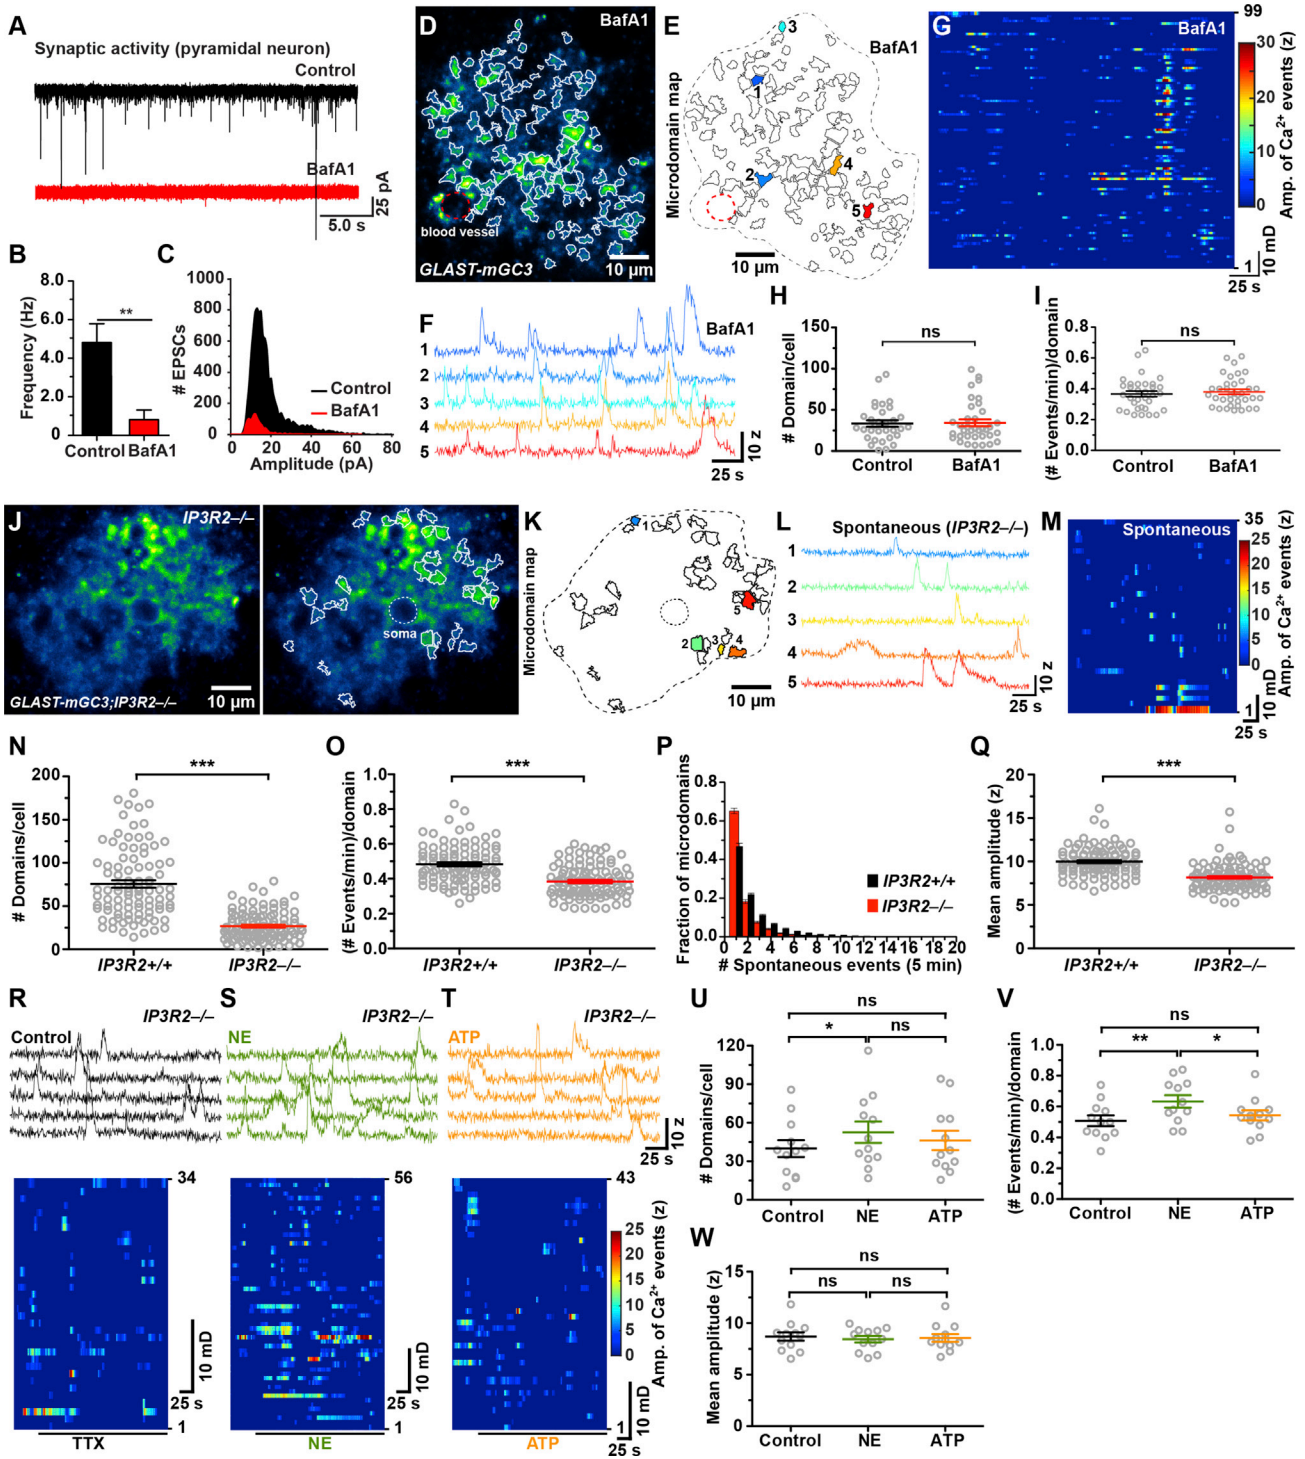 A
Synaptic activity (pyramidal neuron)
Control
BafA1
25 pA
5.0 s
B
Frequency (Hz)
8.0
6.0
4.0
2.0
0
**
Control BafA1
C
# EPSCs
1000
800
600
400
200
0
Control
BafA1
0 20 40 60 80
Amplitude (pA)
D
BafA1
blood vessel
GLAST-mGC3
10 µm
E
BafA1
Microdomain map
3
1
2
4
5
10 µm
F
BafA1
1
2
3
4
5
10 z
25 s
G
BafA1
99
30
20
10
0
Amp. of Ca2+ events (z)
1
10 mD
25 s
H
# Domain/cell
150
100
50
0
ns
Control BafA1
I
(# Events/min)/domain
0.8
0.6
0.4
0.2
0
ns
Control BafA1
J
IP3R2–/–
soma
10 µm
GLAST-mGC3;IP3R2–/–
K
Microdomain map
1
5
2
3
4
10 µm
L
Spontaneous (IP3R2–/–)
1
2
3
4
5
10 z
25 s
M
Spontaneous
35
25
20
15
10
5
0
Amp. of Ca2+ events (z)
1
10 mD
25 s
N
# Domains/cell
200
150
100
50
0
***
IP3R2+/+ IP3R2–/–
O
(# Events/min)/domain
1.0
0.8
0.6
0.4
0.2
0.0
***
IP3R2+/+ IP3R2–/–
P
Fraction of microdomains
0.8
0.6
0.4
0.2
0.0
IP3R2+/+
IP3R2–/–
0 2 4 6 8 10 12 14 16 18 20
# Spontaneous events (5 min)
Q
Mean amplitude (z)
20
15
10
5
0
***
IP3R2+/+ IP3R2–/–
R
IP3R2–/–
Control
34
10 mD
25 s
1
TTX
S
IP3R2–/–
NE
56
10 mD
25 s
1
NE
T
IP3R2–/–
ATP
10 z
25 s
43
25
20
15
10
5
0
Amp. of Ca2+ events (z)
1
10 mD
25 s
ATP
U
# Domains/cell
120
90
60
30
0
ns
*
ns
Control NE ATP
V
(# Events/min)/domain
1.0
0.8
0.6
0.4
0.2
0.0
ns
**
*
Control NE ATP
W
Mean amplitude (z)
15
10
5
0
ns
ns
ns
Control NE ATP